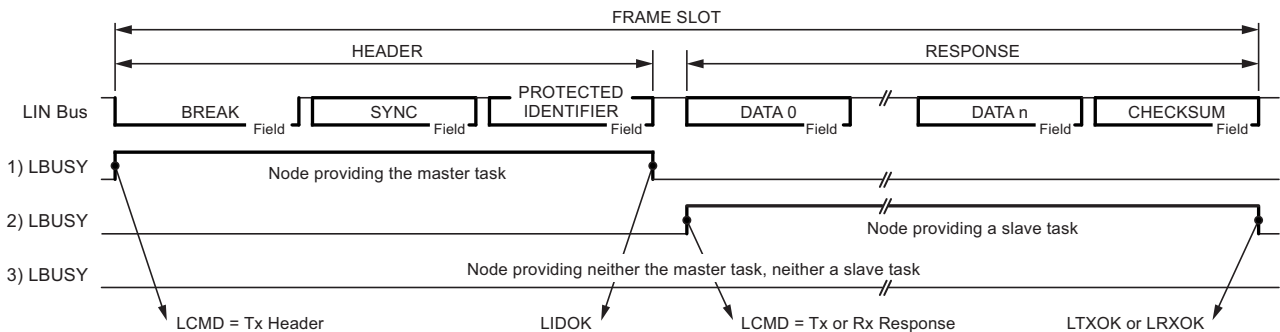 FRAME SLOT
HEADER
RESPONSE
LIN Bus
BREAK
Field
SYNC
Field
PROTECTED
IDENTIFIER
Field
DATA 0
Field
DATA n
Field
CHECKSUM
Field
1) LBUSY
Node providing the master task
2) LBUSY
Node providing a slave task
3) LBUSY
Node providing neither the master task, neither a slave task
LCMD = Tx Header
LIDOK
LCMD = Tx or Rx Response
LTXOK or LRXOK